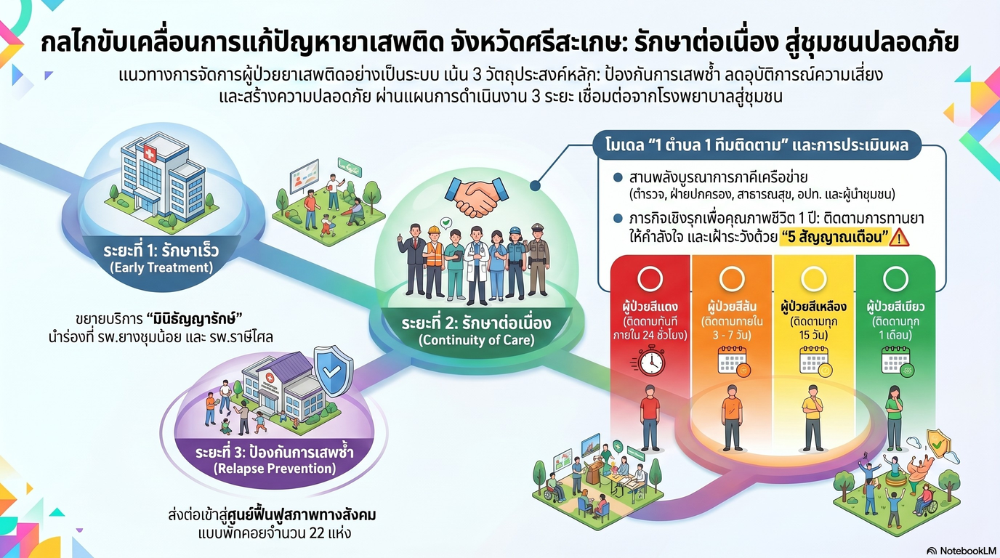 กลไกขับเคลื่อนการแก้ปัญหายาเสพติด จังหวัดศรีสะเกษ: รักษาต่อเนื่อง สู่ชุมชนปลอดภัย
แนวทางการจัดการผู้ป่วยยาเสพติดอย่างเป็นระบบ เน้น 3 วัตถุประสงค์หลัก: ป้องกันการเสพซ้ำ ลดอุบัติการณ์ความเสี่ยง
และสร้างความปลอดภัย ผ่านแผนการดำเนินงาน 3 ระยะ เชื่อมต่อจากโรงพยาบาลสู่ชุมชน
ระยะที่ 1: รักษาเร็ว
(Early Treatment)
ขยายบริการ “มินิธัญญารักษ์”
นำร่องที่ รพ.ยางชุมน้อย และ รพ.ราษีไศล
ระยะที่ 2: รักษาต่อเนื่อง
(Continuity of Care)
ระยะที่ 3: ป้องกันการเสพซ้ำ
(Relapse Prevention)
ส่งต่อเข้าสู่ศูนย์ฟื้นฟูสภาพทางสังคม
แบบพักคอยจำนวน 22 แห่ง
โมเดล “1 ตำบล 1 ทีมติดตาม” และการประเมินผล
สานพลังบูรณาการภาคีเครือข่าย
(ตำรวจ, ฝ่ายปกครอง, สาธารณสุข, อปท. และผู้นำชุมชน)
ภารกิจเชิงรุกเพื่อคุณภาพชีวิต 1 ปี: ติดตามการทานยา
ให้กำลังใจ และเฝ้าระวังด้วย “5 สัญญาณเตือน”
ผู้ป่วยสีแดง
(ติดตามทันที
ภายใน 24 ชั่วโมง)
ผู้ป่วยสีส้ม
(ติดตามภายใน
3 - 7 วัน)
ผู้ป่วยสีเหลือง
(ติดตามทุก
15 วัน)
ผู้ป่วยสีเขียว
(ติดตามทุก
1 เดือน)
NotebookLM